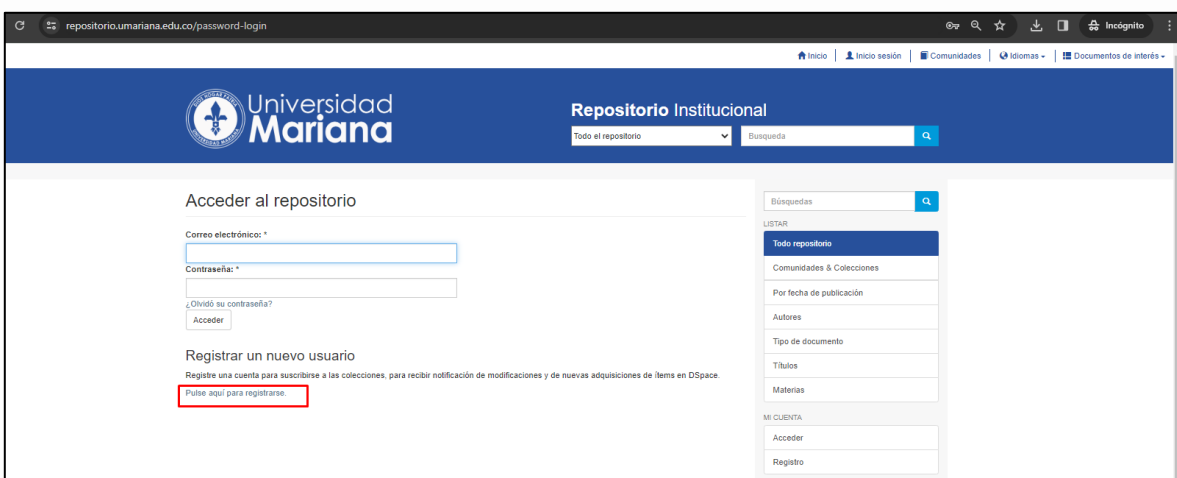 repositorio.umariana.edu.co/password-login
Incógnito
Inicio
Inicio sesión
Comunidades
Idiomas
Documentos de interés
Universidad
Mariana
Repositorio Institucional
Todo el repositorio
Busqueda
Acceder al repositorio
Correo electrónico: *
Contraseña: *
¿Olvidó su contraseña?
Acceder
Registrar un nuevo usuario
Registre una cuenta para suscribirse a las colecciones, para recibir notificación de modificaciones y de nuevas adquisiciones de ítems en DSpace.
Pulse aquí para registrarse.
Búsquedas
LISTAR
Todo repositorio
Comunidades & Colecciones
Por fecha de publicación
Autores
Tipo de documento
Títulos
Materias
MI CUENTA
Acceder
Registro